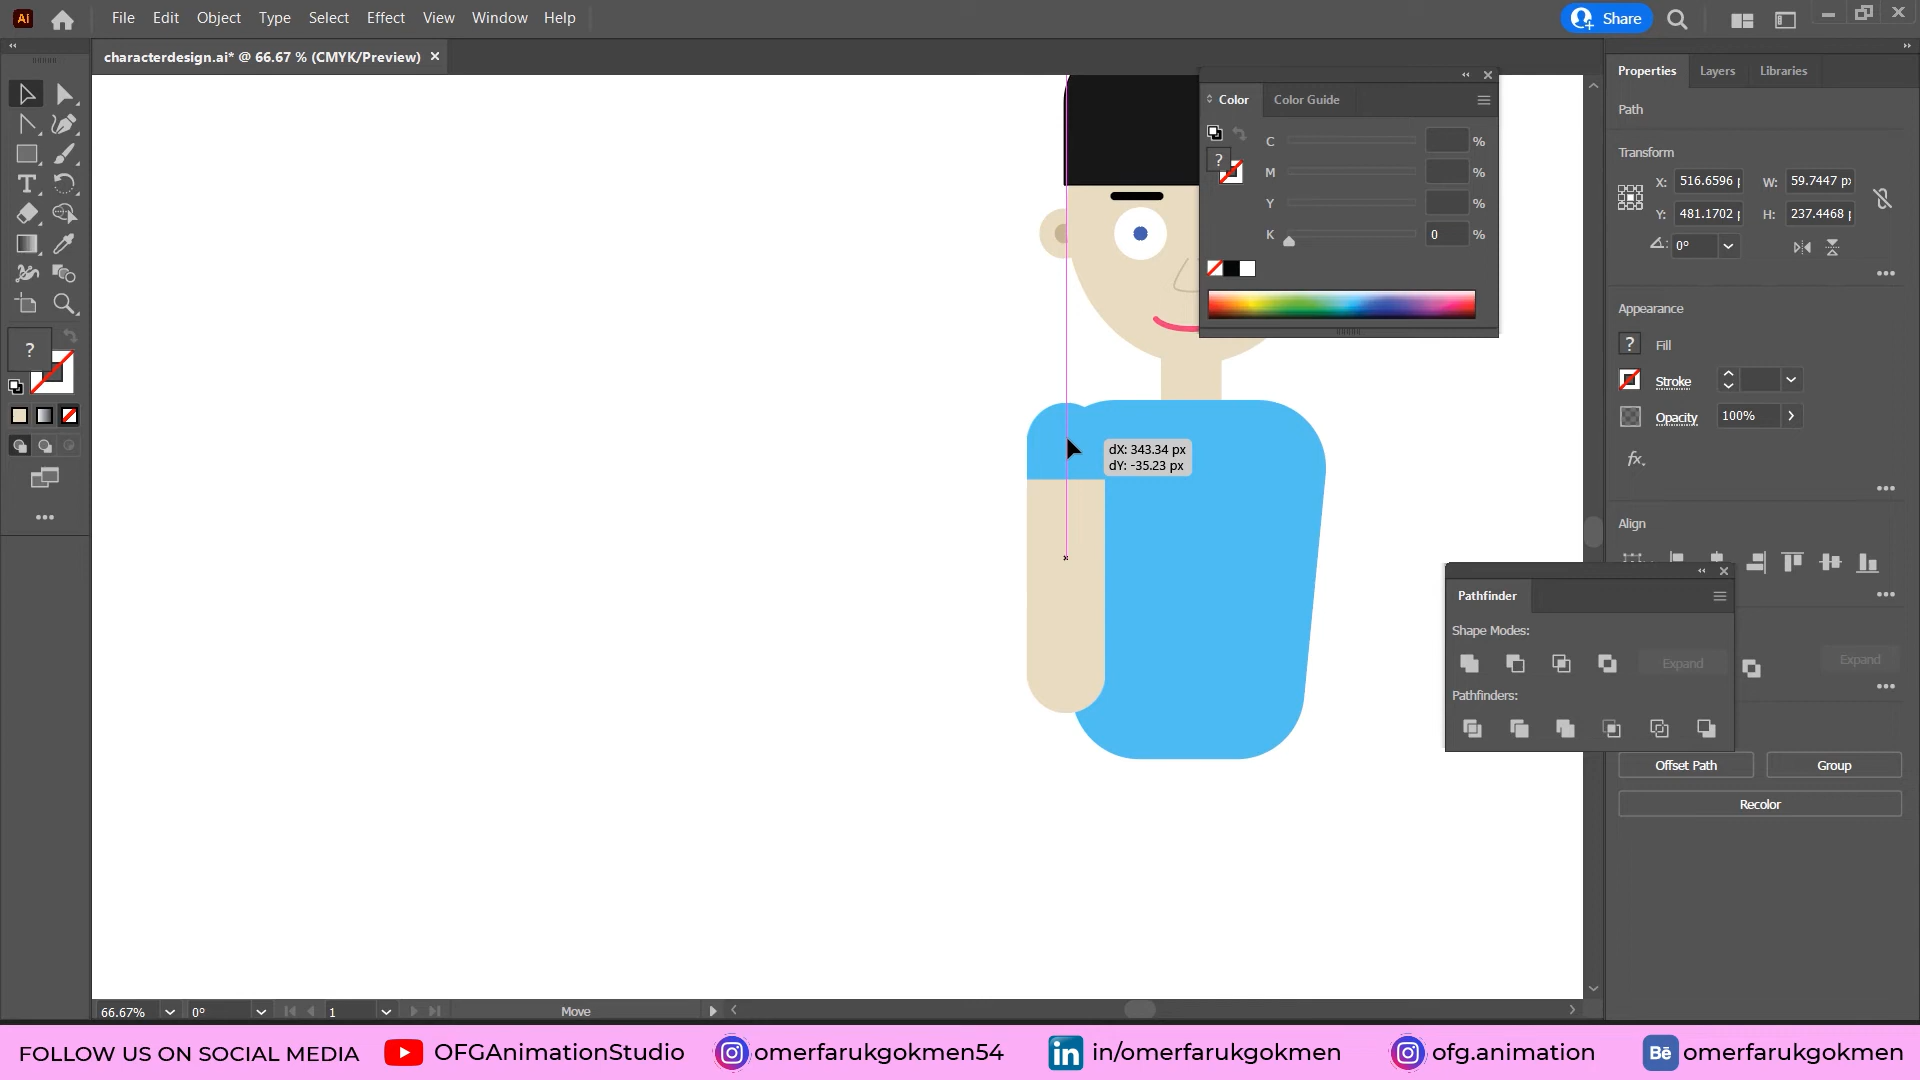 Ai File Edit Object Type Select Effect View Window Help Share
characterdesign.ai* @ 66.67 % (CMYK/Preview)
Color Color Guide
C %
M %
Y %
K 0 %
?
dX: 343.34 px
dY: -35.23 px
Properties Layers Libraries
Path
Transform
X: 516.6596 W: 59.7447 px
Y: 481.1702 H: 237.4468
0°
Appearance
? Fill
Stroke
Opacity 100%
fx.
Align
Pathfinder
Shape Modes:
Expand
Pathfinders:
Expand
Offset Path Group
Recolor
?
66.67% 0° 1 Move
FOLLOW US ON SOCIAL MEDIA OFGAnimationStudio omerfarukgokmen54 in in/omerfarukgokmen ofg.animation Bē omerfarukgokmen